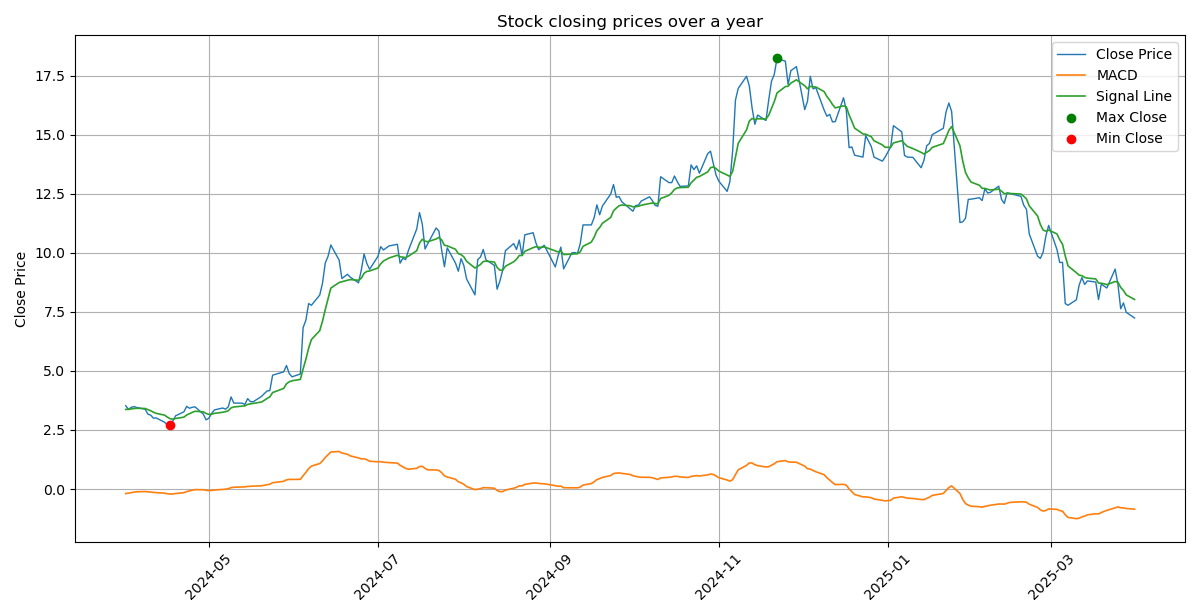 Stock closing prices over a year
Close Price
MACD
Signal Line
Max Close
Min Close
Close Price
17.5
15.0
12.5
10.0
7.5
5.0
2.5
0.0
2024-05
2024-07
2024-09
2024-11
2025-01
2025-03